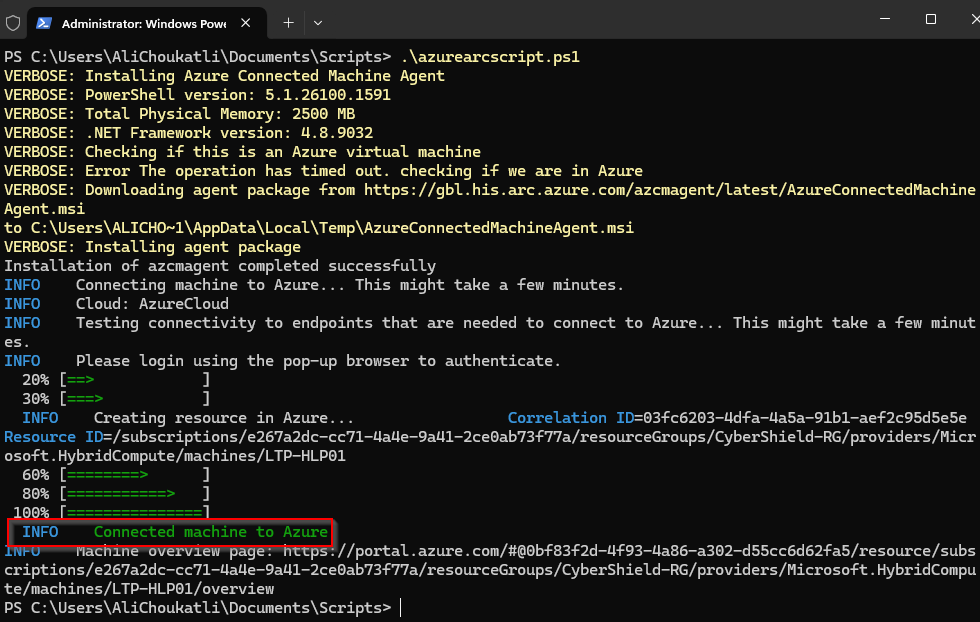 Administrator: Windows Powe
PS C:\Users\AliChoukatli\Documents\Scripts> .\azurearcscript.ps1
VERBOSE: Installing Azure Connected Machine Agent
VERBOSE: PowerShell version: 5.1.26100.1591
VERBOSE: Total Physical Memory: 2500 MB
VERBOSE: .NET Framework version: 4.8.9032
VERBOSE: Checking if this is an Azure virtual machine
VERBOSE: Error The operation has timed out. checking if we are in Azure
VERBOSE: Downloading agent package from https://gbl.his.arc.azure.com/azcmagent/latest/AzureConnectedMachine
Agent.msi
to C:\Users\ALICHO~1\AppData\Local\Temp\AzureConnectedMachineAgent.msi
VERBOSE: Installing agent package
Installation of azcmagent completed successfully
INFO    Connecting machine to Azure... This might take a few minutes.
INFO    Cloud: AzureCloud
INFO    Testing connectivity to endpoints that are needed to connect to Azure... This might take a few minut
es.
INFO    Please login using the pop-up browser to authenticate.
  20% [==>            ]
  30% [===>           ]
  INFO    Creating resource in Azure...                 Correlation ID=03fc6203-4dfa-4a5a-91b1-aef2c95d5e5e
Resource ID=/subscriptions/e267a2dc-cc71-4a4e-9a41-2ce0ab73f77a/resourceGroups/CyberShield-RG/providers/Micr
osoft.HybridCompute/machines/LTP-HLP01
  60% [========>      ]
  80% [===========>   ]
 100% [===============]
  INFO    Connected machine to Azure
INFO    Machine overview page: https://portal.azure.com/#@0bf83f2d-4f93-4a86-a302-d55cc6d62fa5/resource/subs
criptions/e267a2dc-cc71-4a4e-9a41-2ce0ab73f77a/resourceGroups/CyberShield-RG/providers/Microsoft.HybridCompu
te/machines/LTP-HLP01/overview
PS C:\Users\AliChoukatli\Documents\Scripts>